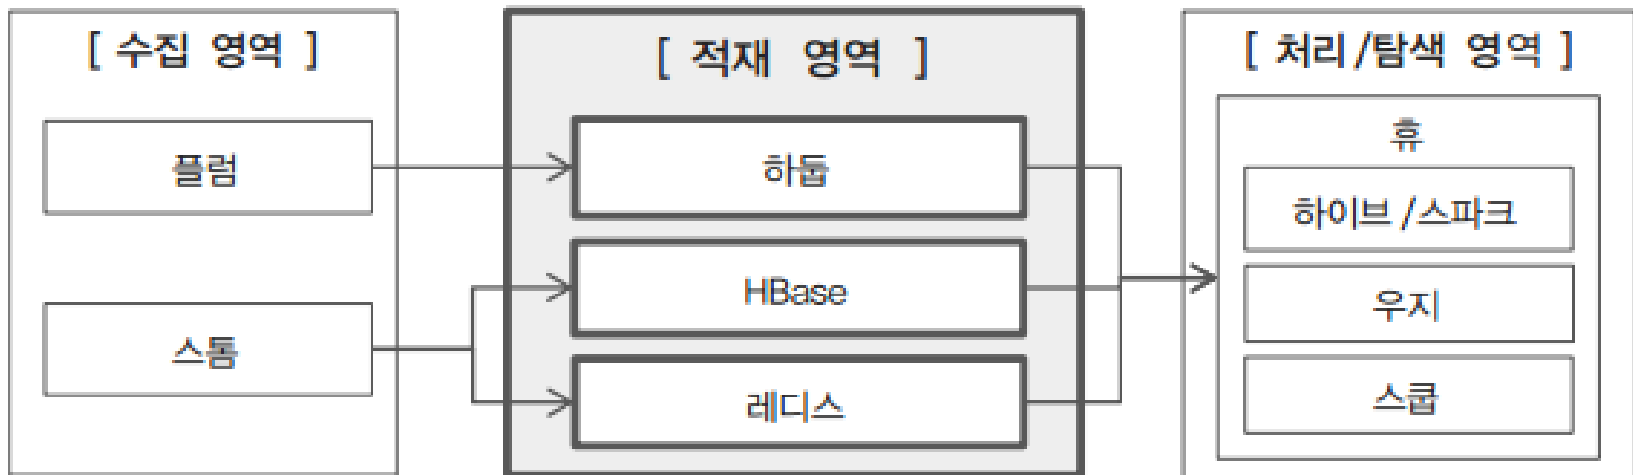 [ 수집 영역 ]
플럼
스톰
[ 적재 영역 ]
하둡
HBase
레디스
[ 처리/탐색 영역 ]
휴
하이브/스파크
우지
스쿱